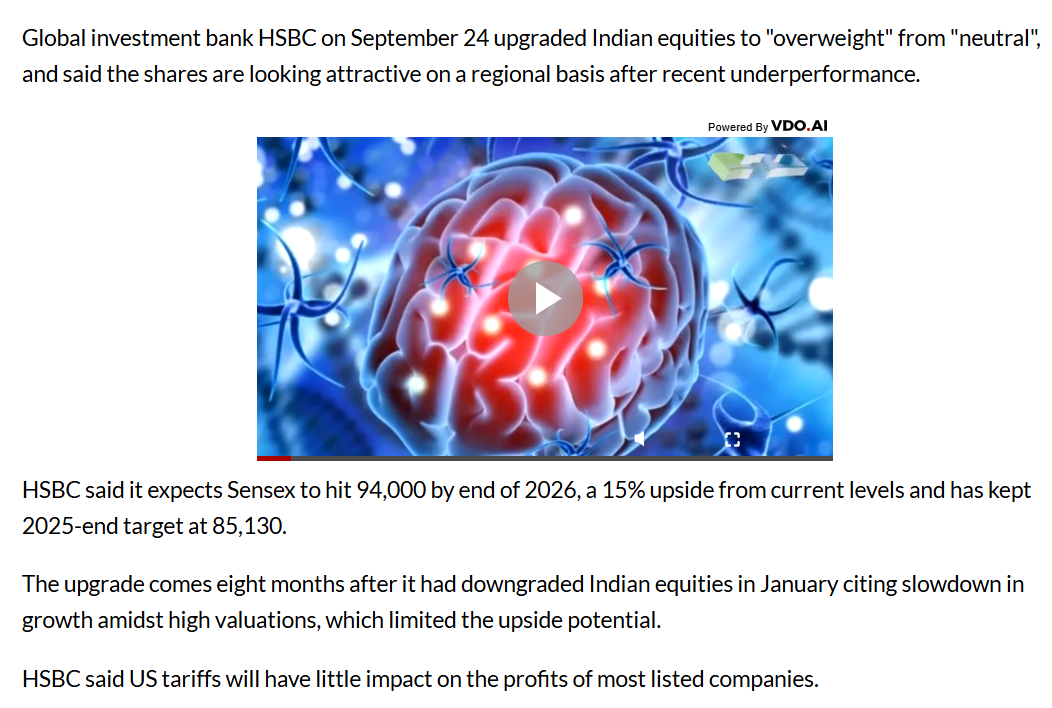 Global investment bank HSBC on September 24 upgraded Indian equities to "overweight" from "neutral",
and said the shares are looking attractive on a regional basis after recent underperformance.
Powered By VDO.AI
HSBC said it expects Sensex to hit 94,000 by end of 2026, a 15% upside from current levels and has kept
2025-end target at 85,130.
The upgrade comes eight months after it had downgraded Indian equities in January citing slowdown in
growth amidst high valuations, which limited the upside potential.
HSBC said US tariffs will have little impact on the profits of most listed companies.